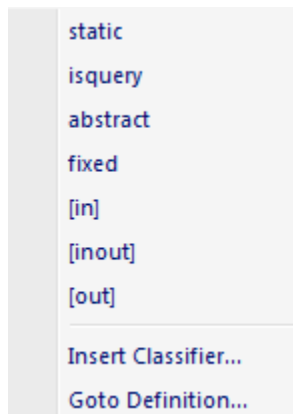 static
isquery
abstract
fixed
[in]
[inout]
[out]
Insert Classifier...
Goto Definition...